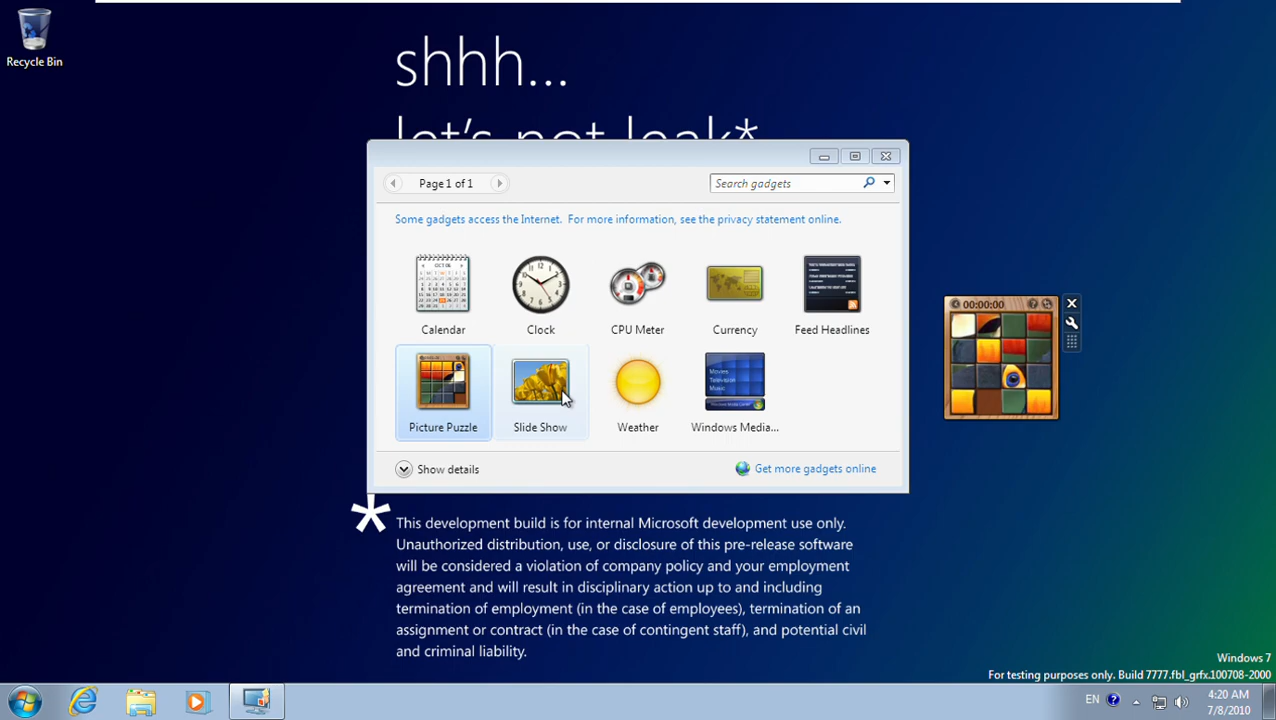 Recycle Bin
shhh...
let's not leak*
Page 1 of 1
Search gadgets
Some gadgets access the Internet. For more information, see the privacy statement online.
Calendar
Clock
CPU Meter
Currency
Feed Headlines
00:00:00
Picture Puzzle
Slide Show
Weather
Movies
Television
Music
Windows Media...
Show details
Get more gadgets online
* This development build is for internal Microsoft development use only.
Unauthorized distribution, use, or disclosure of this pre-release software
will be considered a violation of company policy and your employment
agreement and will result in disciplinary action up to and including
termination of employment (in the case of employees), termination of an
assignment or contract (in the case of contingent staff), and potential civil
and criminal liability.
Windows 7
For testing purposes only. Build 7777.fbl_grfx.100708-2000
EN
4:20 AM
7/8/2010